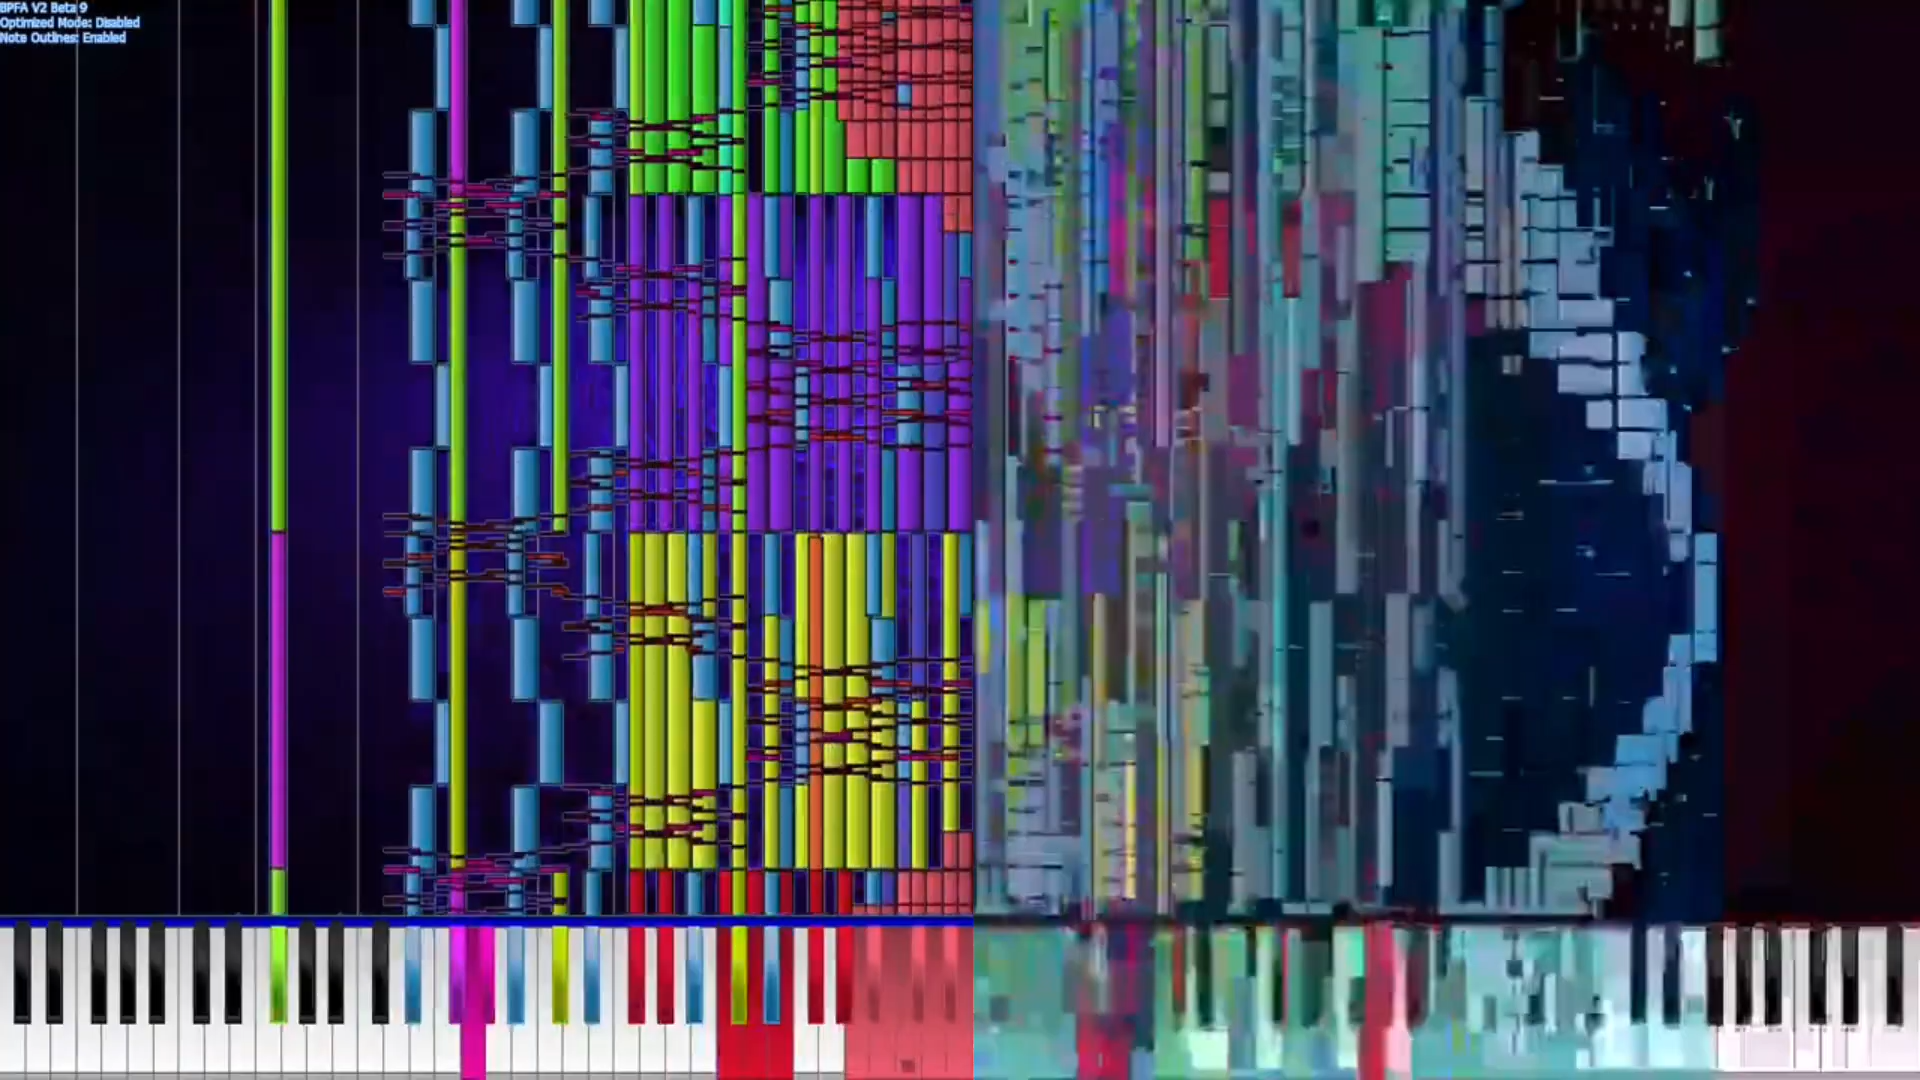 BPFA V2 Beta 9
Optimized Mode: Disabled
Note Outlines: Enabled